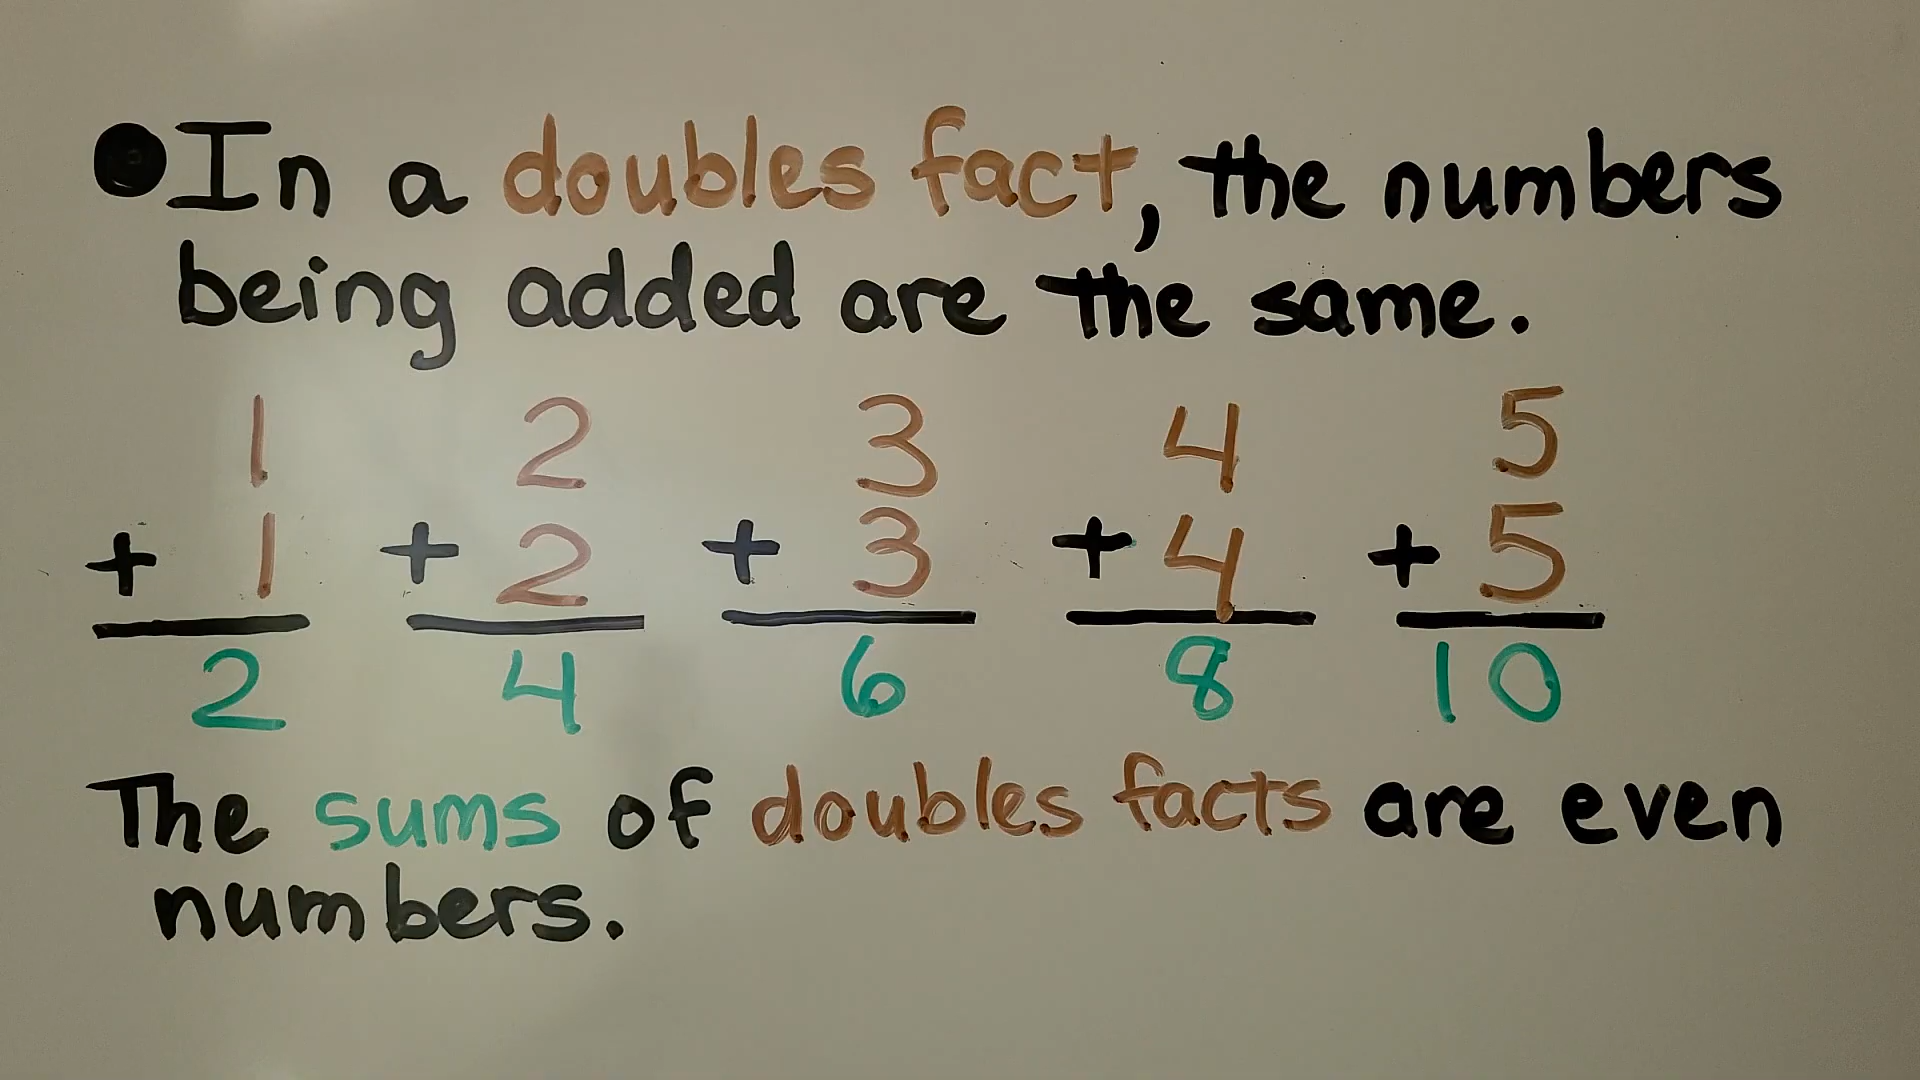 ●In a doubles fact, the numbers
being added are the same.
1 2 3 4 5
+ 1 + 2 + 3 + 4 + 5
2 4 6 8 10
The sums of doubles facts are even
numbers.